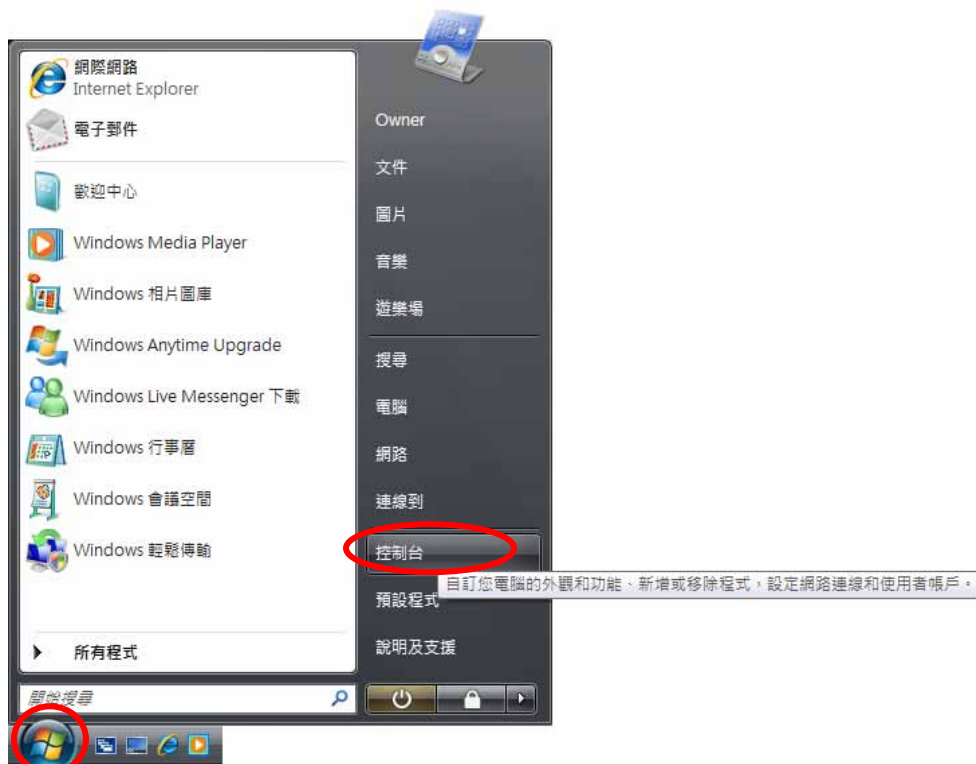 網際網路
Internet Explorer
電子郵件
歡迎中心
Windows Media Player
Windows 相片圖庫
Windows Anytime Upgrade
Windows Live Messenger 下載
Windows 行事曆
Windows 會議空間
Windows 輕鬆傳輸
所有程式
開始搜尋
Owner
文件
圖片
音樂
遊樂場
搜尋
電腦
網路
連線到
控制台
自訂您電腦的外觀和功能、新增或移除程式，設定網路連線和使用者帳戶。
預設程式
說明及支援